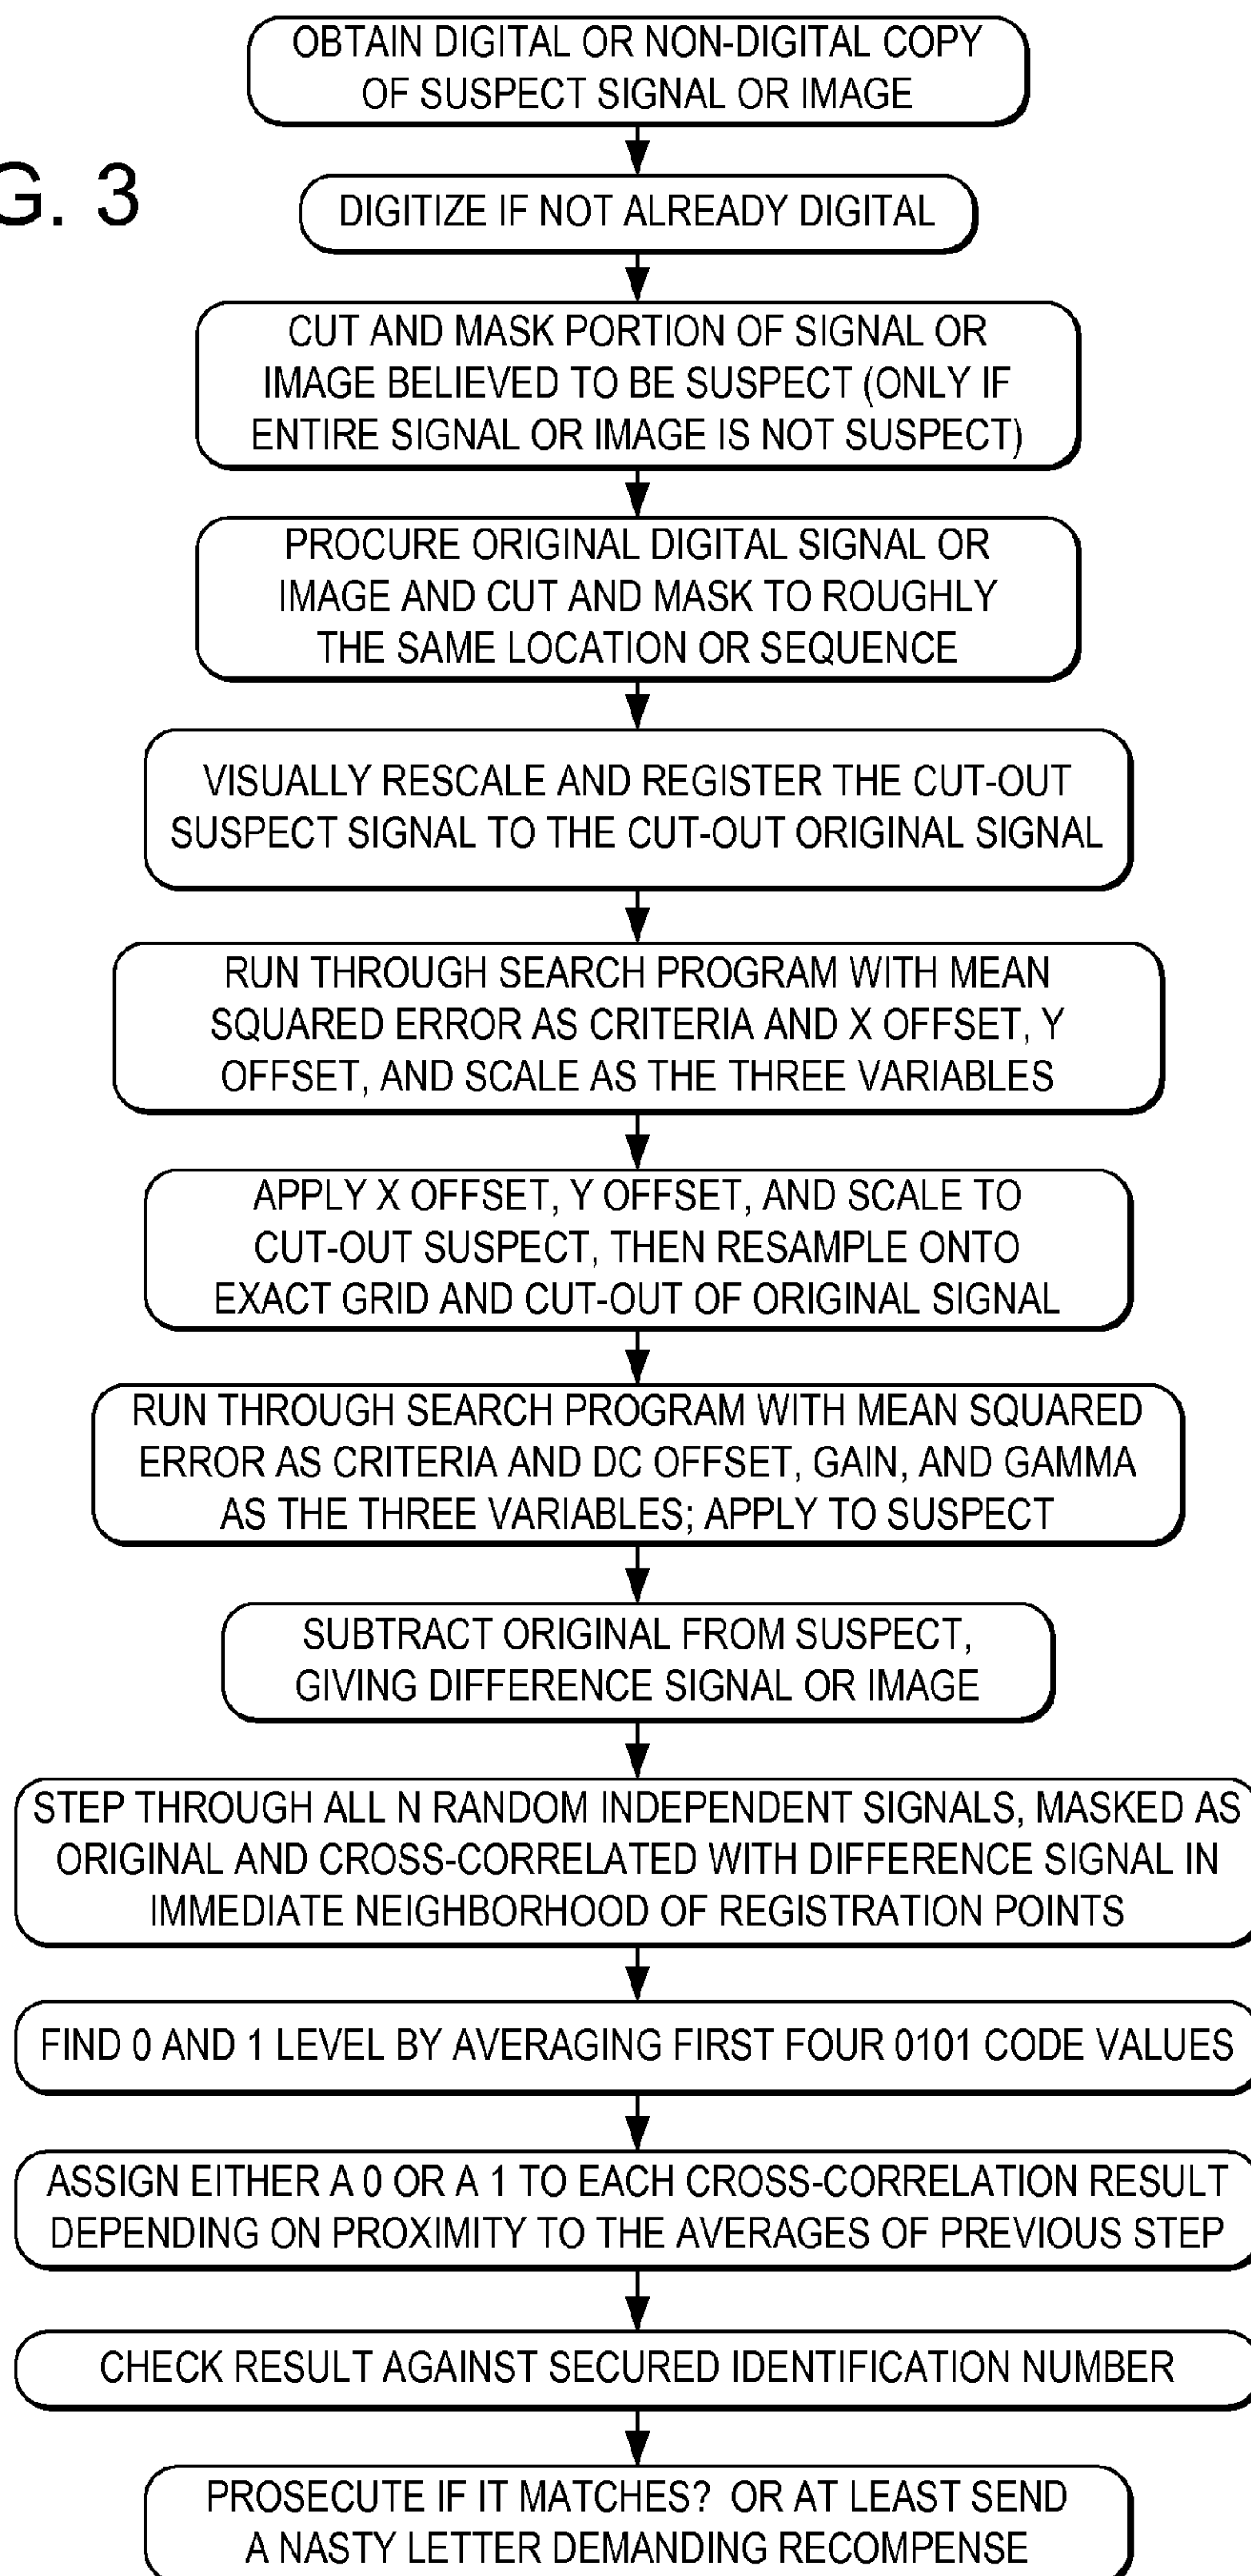 OBTAIN DIGITAL OR NON-DIGITAL COPY
OF SUSPECT SIGNAL OR IMAGE
G. 3
DIGITIZE IF NOT ALREADY DIGITAL
CUT AND MASK PORTION OF SIGNAL OR
IMAGE BELIEVED TO BE SUSPECT (ONLY IF
ENTIRE SIGNAL OR IMAGE IS NOT SUSPECT)
PROCURE ORIGINAL DIGITAL SIGNAL OR
IMAGE AND CUT AND MASK TO ROUGHLY
THE SAME LOCATION OR SEQUENCE
VISUALLY RESCALE AND REGISTER THE CUT-OUT
SUSPECT SIGNAL TO THE CUT-OUT ORIGINAL SIGNAL
RUN THROUGH SEARCH PROGRAM WITH MEAN
SQUARED ERROR AS CRITERIA AND X OFFSET, Y
OFFSET, AND SCALE AS THE THREE VARIABLES
APPLY X OFFSET, Y OFFSET, AND SCALE TO
CUT-OUT SUSPECT, THEN RESAMPLE ONTO
EXACT GRID AND CUT-OUT OF ORIGINAL SIGNAL
RUN THROUGH SEARCH PROGRAM WITH MEAN SQUARED
ERROR AS CRITERIA AND DC OFFSET, GAIN, AND GAMMA
AS THE THREE VARIABLES; APPLY TO SUSPECT
SUBTRACT ORIGINAL FROM SUSPECT,
GIVING DIFFERENCE SIGNAL OR IMAGE
STEP THROUGH ALL N RANDOM INDEPENDENT SIGNALS, MASKED AS
ORIGINAL AND CROSS-CORRELATED WITH DIFFERENCE SIGNAL IN
IMMEDIATE NEIGHBORHOOD OF REGISTRATION POINTS
FIND 0 AND 1 LEVEL BY AVERAGING FIRST FOUR 0101 CODE VALUES
ASSIGN EITHER A 0 OR A 1 TO EACH CROSS-CORRELATION RESULT
DEPENDING ON PROXIMITY TO THE AVERAGES OF PREVIOUS STEP
CHECK RESULT AGAINST SECURED IDENTIFICATION NUMBER
PROSECUTE IF IT MATCHES? OR AT LEAST SEND
A NASTY LETTER DEMANDING RECOMPENSE